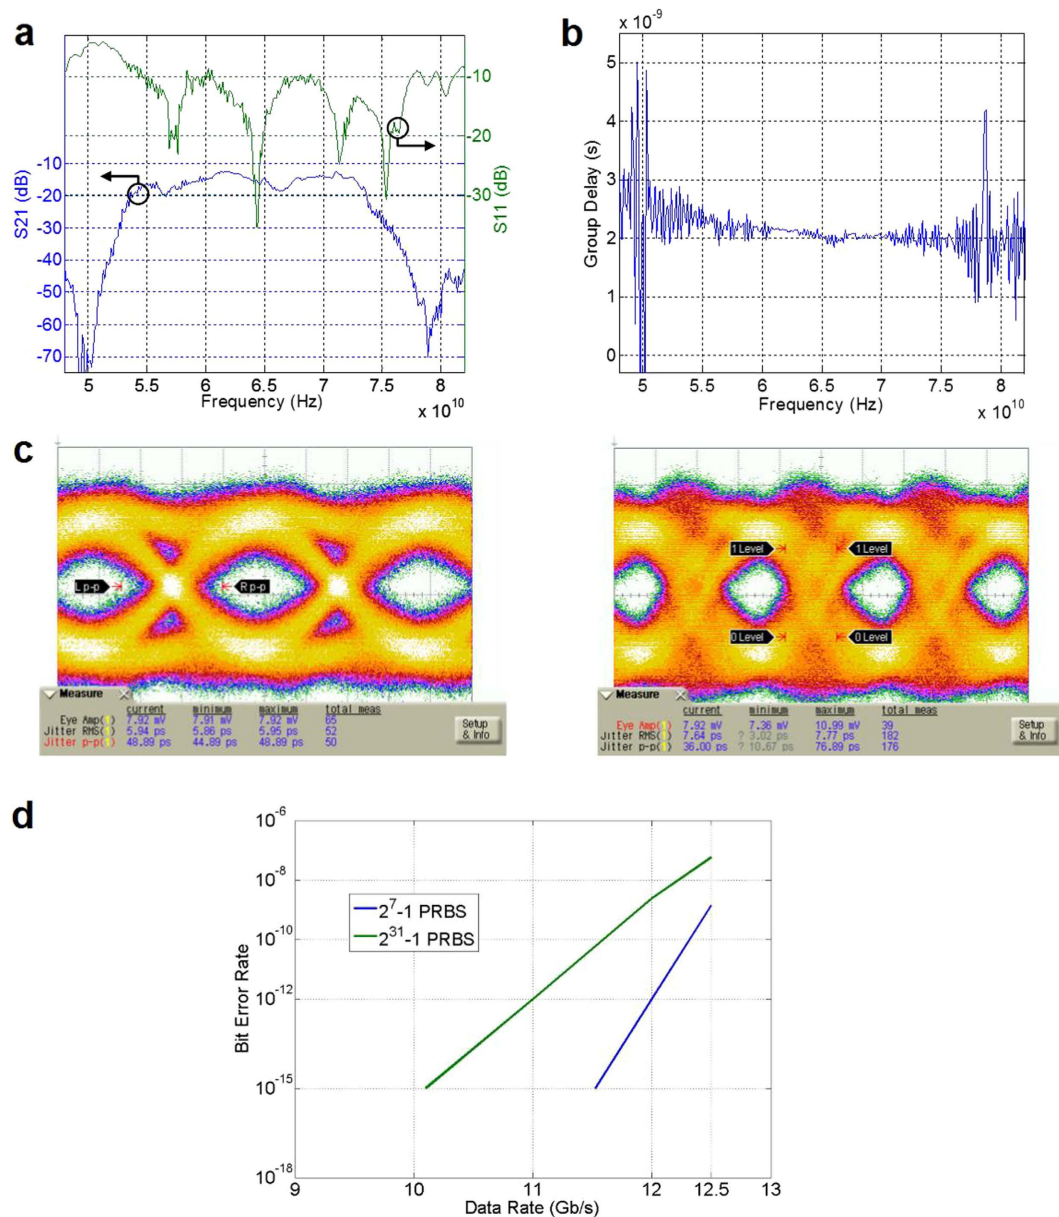 a
S21 (dB)
-10
-20
-30
-40
-50
-60
-70
-10
-20
-30
S11 (dB)
5
5.5
6
6.5
7
7.5
8
Frequency (Hz)
x 10^10
b
x 10^-9
Group Delay (s)
5
4
3
2
1
0
5
5.5
6
6.5
7
7.5
8
Frequency (Hz)
x 10^10
c
L p-p
R p-p
Measure
current minimum maximum total meas
Eye Amp(1) 7.92 mV 7.91 mV 7.92 mV 65
Jitter RMS(1) 5.94 ps 5.86 ps 5.95 ps 52
Jitter p-p(1) 48.89 ps 44.89 ps 48.89 ps 50
Setup
& Info
1 Level
1 Level
0 Level
0 Level
Measure
current minimum maximum total meas
Eye Amp(1) 7.92 mV 7.36 mV 10.99 mV 39
Jitter RMS(1) 7.64 ps ? 3.02 ps 7.77 ps 182
Jitter p-p(1) 36.00 ps ? 10.67 ps 76.89 ps 176
Setup
& Info
d
Bit Error Rate
10^-6
10^-8
10^-10
10^-12
10^-15
10^-18
2^7-1 PRBS
2^31-1 PRBS
9
10
11
12
12.5
13
Data Rate (Gb/s)